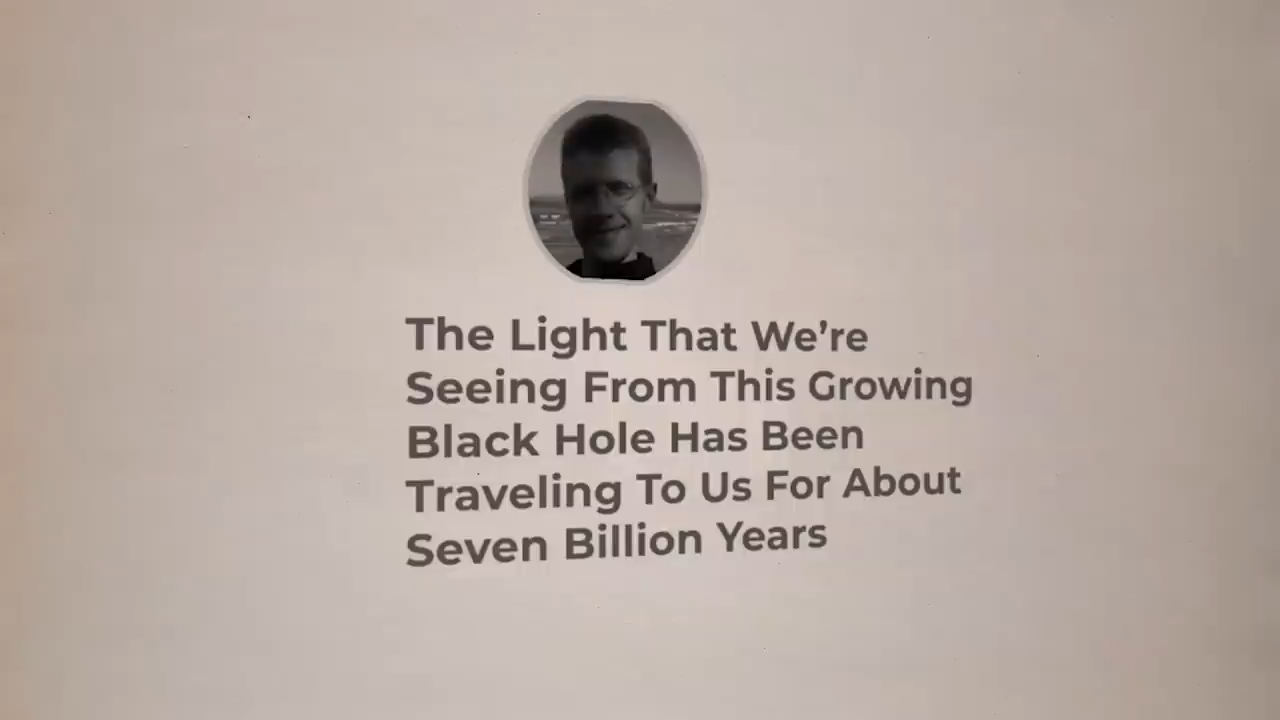 The Light That We're
Seeing From This Growing
Black Hole Has Been
Traveling To Us For About
Seven Billion Years